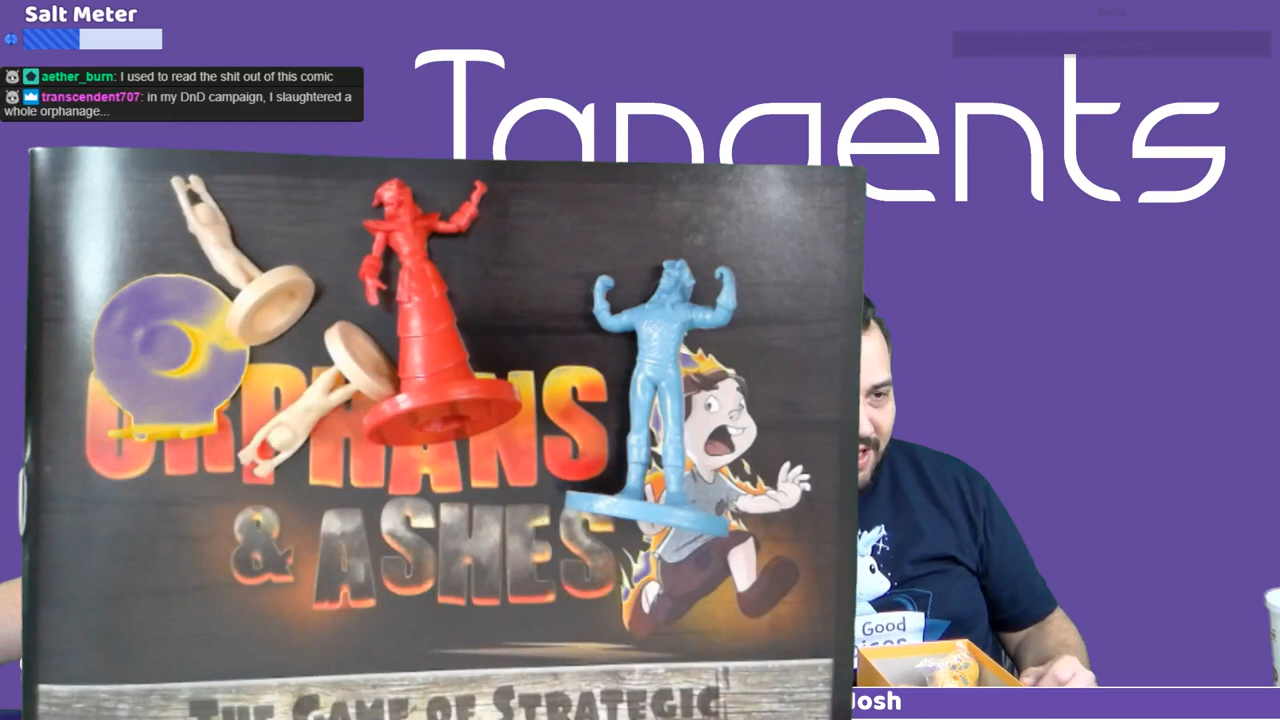 Salt Meter
aether_burn: I used to read the shit out of this comic
transcendent707: in my DnD campaign, I slaughtered a
whole orphanage...
Tangents
ORPHANS
& ASHES
THE GAME OF STRATEGIC
Good
Josh